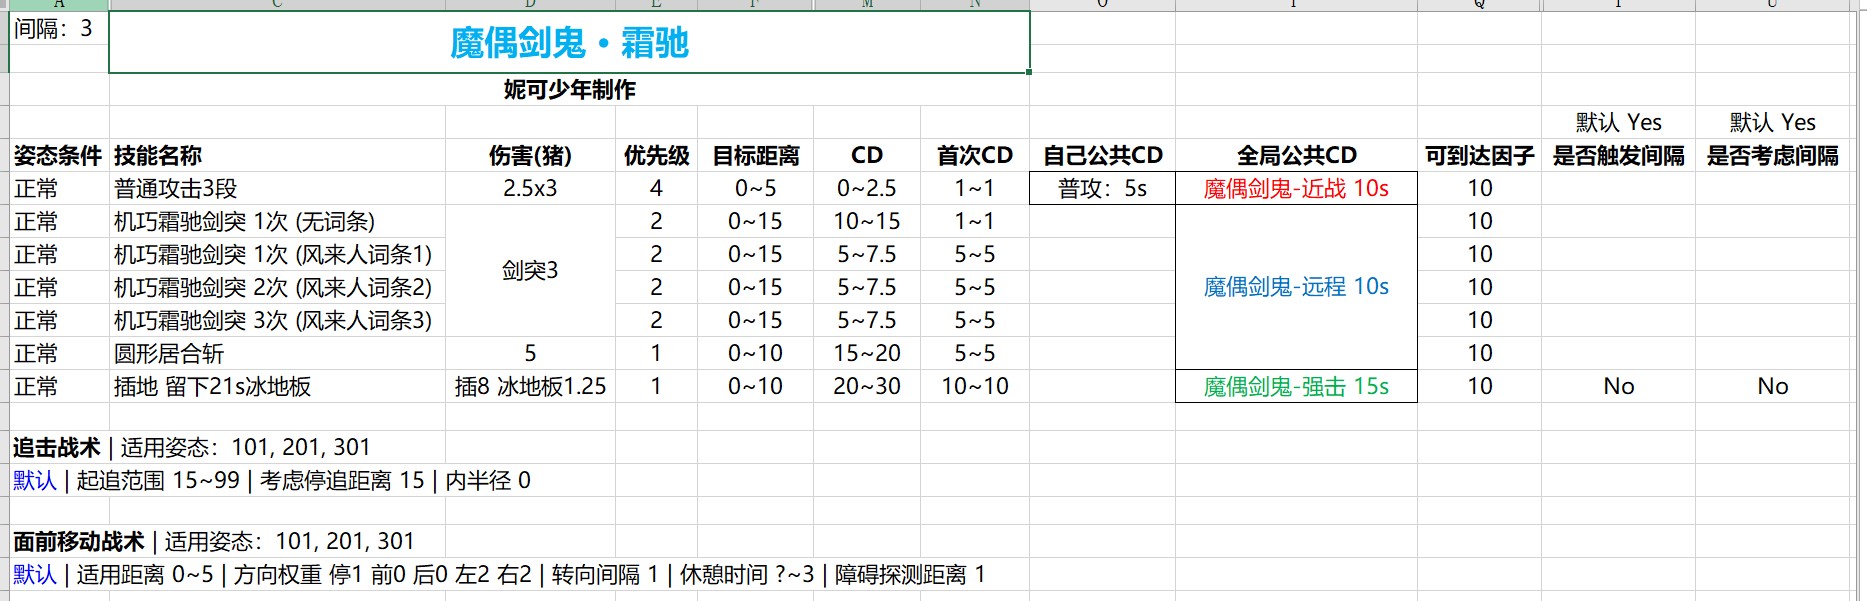 A C D E F M N O P Q T U
间隔：3
魔偶剑鬼·霜驰
妮可少年制作
默认 Yes 默认 Yes
姿态条件 技能名称 伤害(猪) 优先级 目标距离 CD 首次CD 自己公共CD 全局公共CD 可到达因子 是否触发间隔 是否考虑间隔
正常 普通攻击3段 2.5x3 4 0~5 0~2.5 1~1 普攻：5s 魔偶剑鬼-近战 10s 10
正常 机巧霜驰剑突 1次 (无词条) 2 0~15 10~15 1~1 10
正常 机巧霜驰剑突 1次 (风来人词条1) 剑突3 2 0~15 5~7.5 5~5 10
正常 机巧霜驰剑突 2次 (风来人词条2) 2 0~15 5~7.5 5~5 魔偶剑鬼-远程 10s 10
正常 机巧霜驰剑突 3次 (风来人词条3) 2 0~15 5~7.5 5~5 10
正常 圆形居合斩 5 1 0~10 15~20 5~5 10
正常 插地 留下21s冰地板 插8 冰地板1.25 1 0~10 20~30 10~10 魔偶剑鬼-强击 15s 10 No No
追击战术 | 适用姿态：101, 201, 301
默认 | 起追范围 15~99 | 考虑停追距离 15 | 内半径 0
面前移动战术 | 适用姿态：101, 201, 301
默认 | 适用距离 0~5 | 方向权重 停1 前0 后0 左2 右2 | 转向间隔 1 | 休憩时间 ?~3 | 障碍探测距离 1